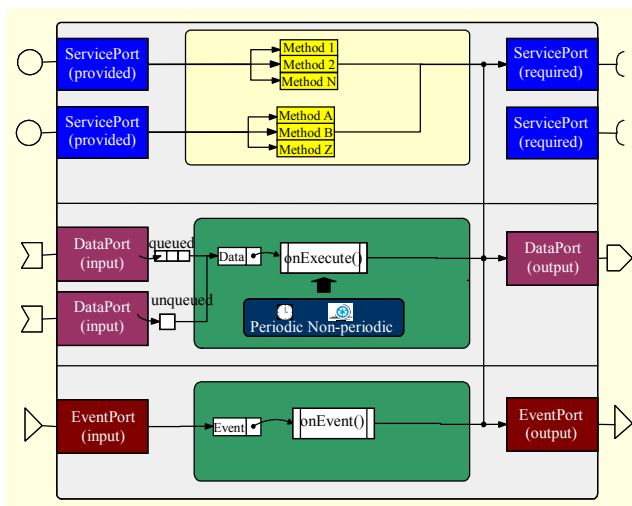 ServicePort
(provided)
Method 1
Method 2
Method N
ServicePort
(required)
ServicePort
(provided)
Method A
Method B
Method Z
ServicePort
(required)
DataPort
(input)
queued
Data
onExecute()
DataPort
(output)
DataPort
(input)
unqueued
Periodic Non-periodic
EventPort
(input)
Event
onEvent()
EventPort
(output)